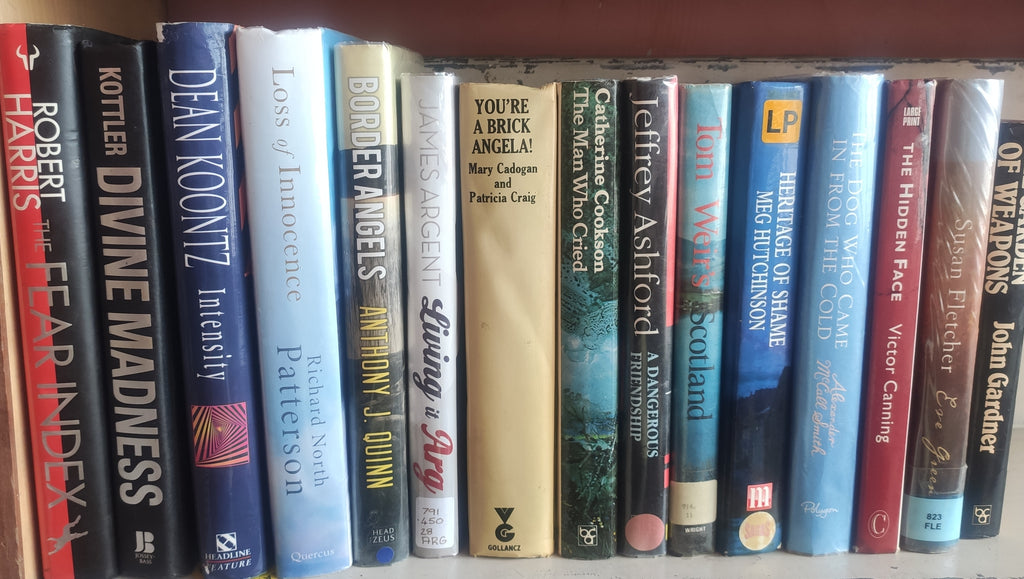 ROBERT
HARRIS
THE FEAR INDEX
KOTTLER
DIVINE MADNESS
JOSSEY-
BASS
DEAN KOONTZ
Intensity
HEADLINE
FEATURE
Loss of Innocence
Richard North
Patterson
Quercus
BORDER ANGELS
ANTHONY J. QUINN
HEAD
ZEUS
JAMES ARGENT
Living it Arg
791
.450
28
ARG
YOU'RE
A BRICK
ANGELA!
Mary Cadogan
and
Patricia Craig
VG
GOLLANCZ
Catherine Cookson
The Man Who Cried
Jeffrey Ashford
A DANGEROUS
FRIENDSHIP
Tom Weir's Scotland
WRIGHT
LP
HERITAGE OF SHAME
MEG HUTCHINSON
m
THE DOG WHO CAME
IN FROM THE COLD
Alexander
McCall Smith
Polygon
LARGE
PRINT
THE HIDDEN FACE
Victor Canning
C
Susan Fletcher
Eve Green
823
FLE
OF WEAPONS
John Gardner